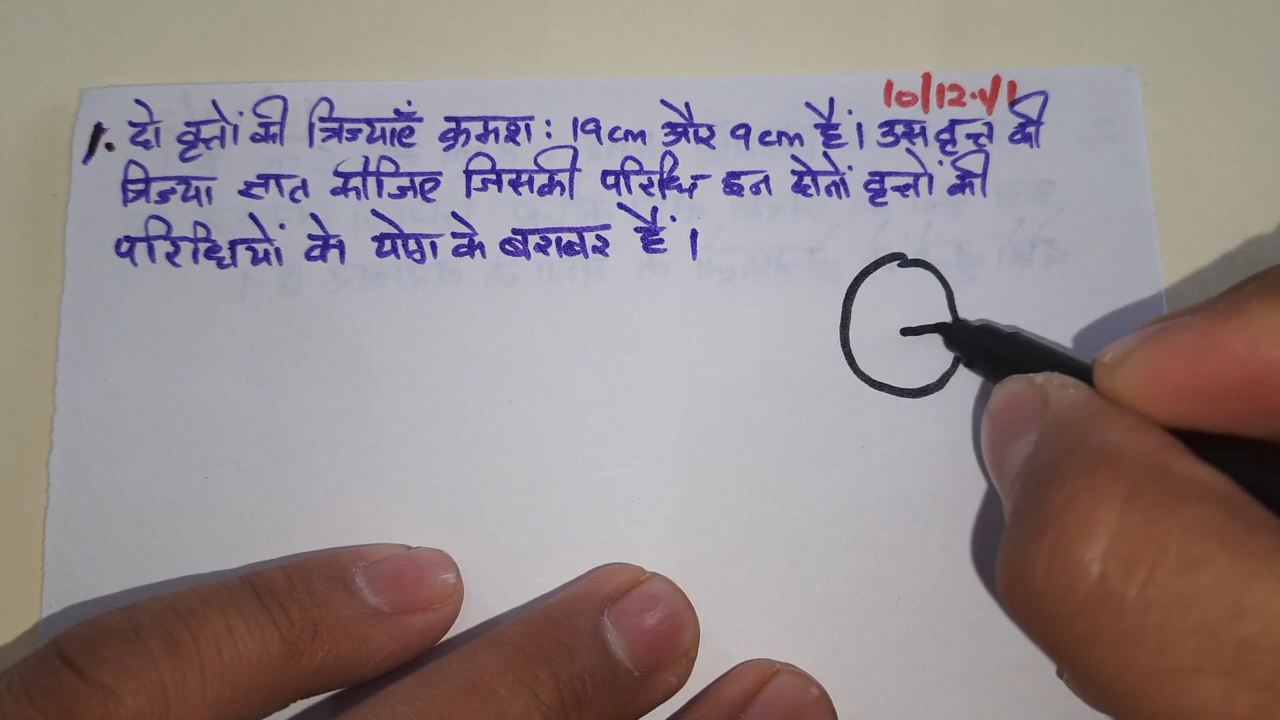 10/12.1/1
1. दो वृत्तों की त्रिज्याएँ क्रमश: 19 cm और 9 cm हैं। उस वृत्त की
त्रिज्या ज्ञात कीजिए जिसकी परिधि इन दोनों वृत्तों की
परिधियों के योग के बराबर हैं।